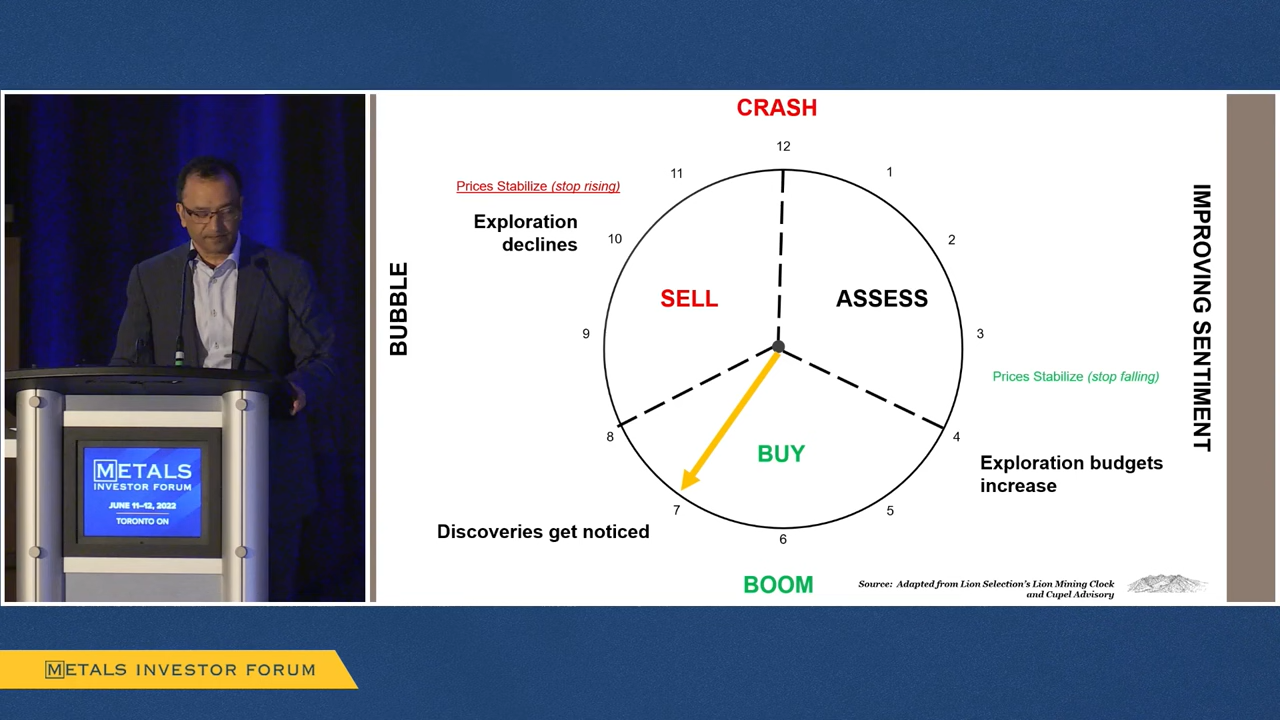 METALS
INVESTOR FORUM
JUNE 11–12, 2022
TORONTO ON
CRASH
12
11
1
Prices Stabilize (stop rising)
Exploration
declines
10
2
BUBBLE
SELL
ASSESS
IMPROVING SENTIMENT
9
3
Prices Stabilize (stop falling)
8
4
BUY
Exploration budgets
increase
7
5
Discoveries get noticed
6
BOOM
Source: Adapted from Lion Selection's Lion Mining Clock
and Cupel Advisory
METALS INVESTOR FORUM